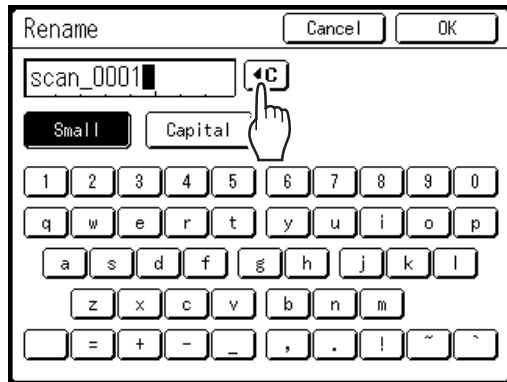 Rename Cancel OK
scan_0001 ◀C
Small Capital
1 2 3 4 5 6 7 8 9 0
q w e r t y u i o p
a s d f g h j k l
z x c v b n m
= + - _ , . ! ~ `